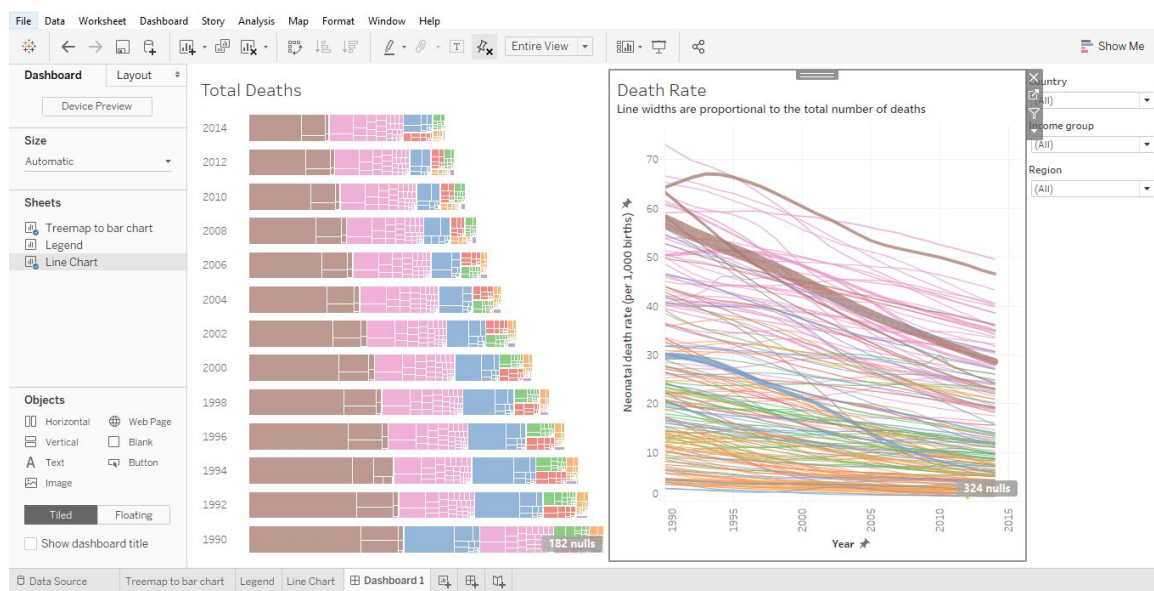 File Data Worksheet Dashboard Story Analysis Map Format Window Help
T Entire View Show Me
Dashboard Layout
Device Preview
Size
Automatic
Sheets
Treemap to bar chart
Legend
Line Chart
Objects
Horizontal Web Page
Vertical Blank
A Text Button
Image
Tiled Floating
Show dashboard title
Total Deaths
2014
2012
2010
2008
2006
2004
2002
2000
1998
1996
1994
1992
1990
182 nulls
Death Rate
Line widths are proportional to the total number of deaths
Neonatal death rate (per 1,000 births)
70
60
50
40
30
20
10
0
324 nulls
1990 1995 2000 2005 2010 2015
Year
Country
(All)
Income group
(All)
Region
(All)
Data Source Treemap to bar chart Legend Line Chart Dashboard 1